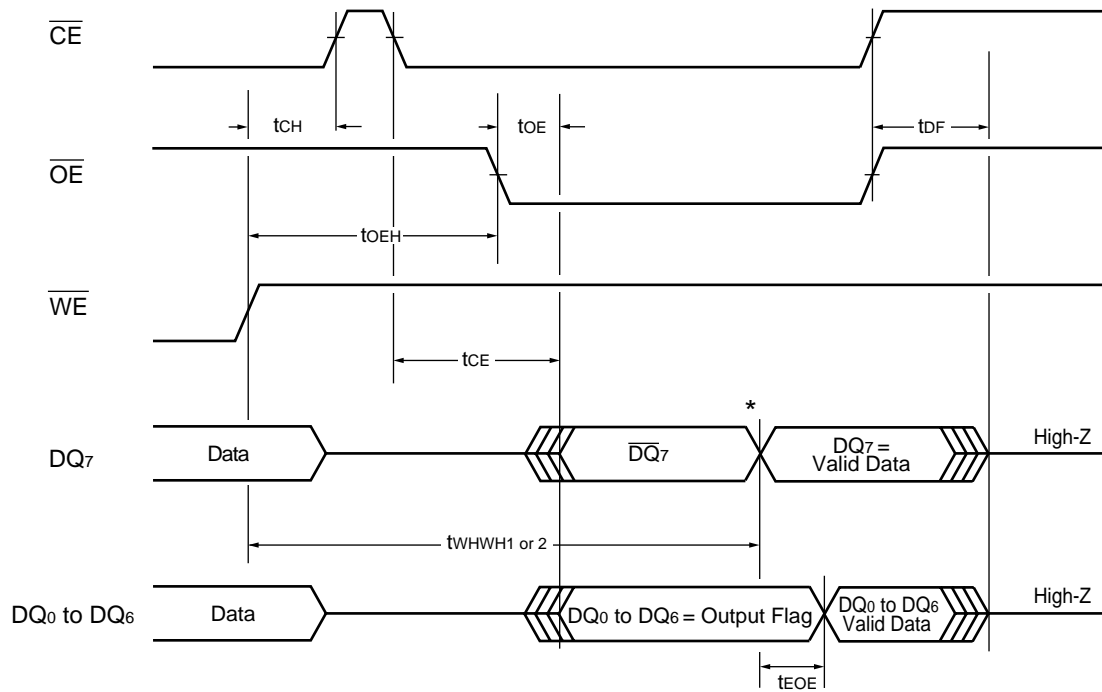 CE
tCH
tOE
tDF
OE
tOEH
WE
tCE
*
DQ7
Data
DQ7
DQ7 =
Valid Data
High-Z
tWHWH1 or 2
DQ0 to DQ6
Data
DQ0 to DQ6 = Output Flag
DQ0 to DQ6
Valid Data
High-Z
tEOE